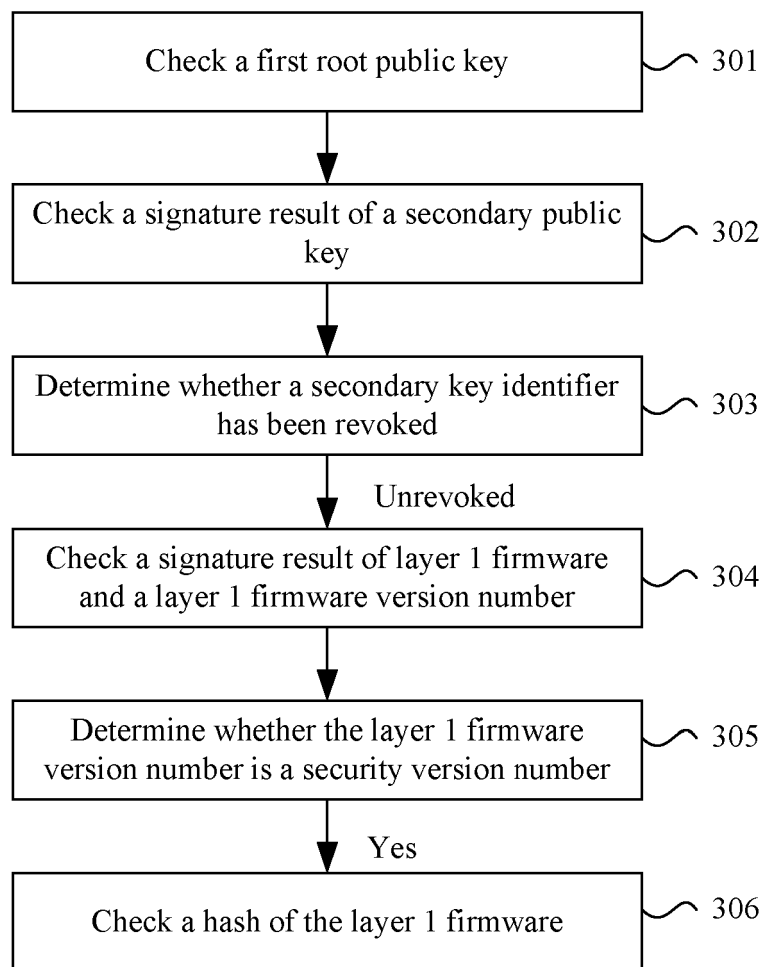 Check a first root public key
301
Check a signature result of a secondary public
key
302
Determine whether a secondary key identifier
has been revoked
303
Unrevoked
Check a signature result of layer 1 firmware
and a layer 1 firmware version number
304
Determine whether the layer 1 firmware
version number is a security version number
305
Yes
Check a hash of the layer 1 firmware
306